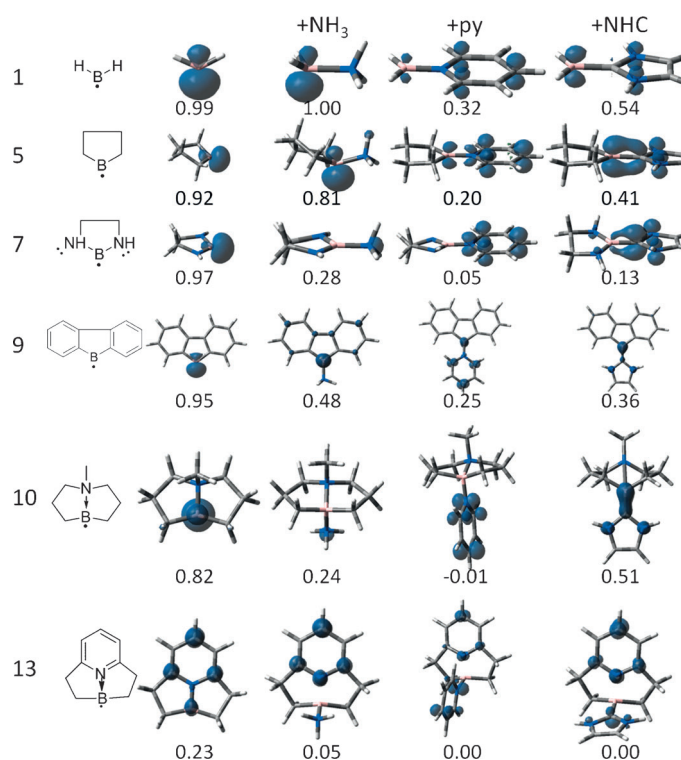 +NH3 +py +NHC
1 H B H 0.99 1.00 0.32 0.54
5 B 0.92 0.81 0.20 0.41
7 NH B NH 0.97 0.28 0.05 0.13
9 B 0.95 0.48 0.25 0.36
10 N B 0.82 0.24 -0.01 0.51
13 N B 0.23 0.05 0.00 0.00